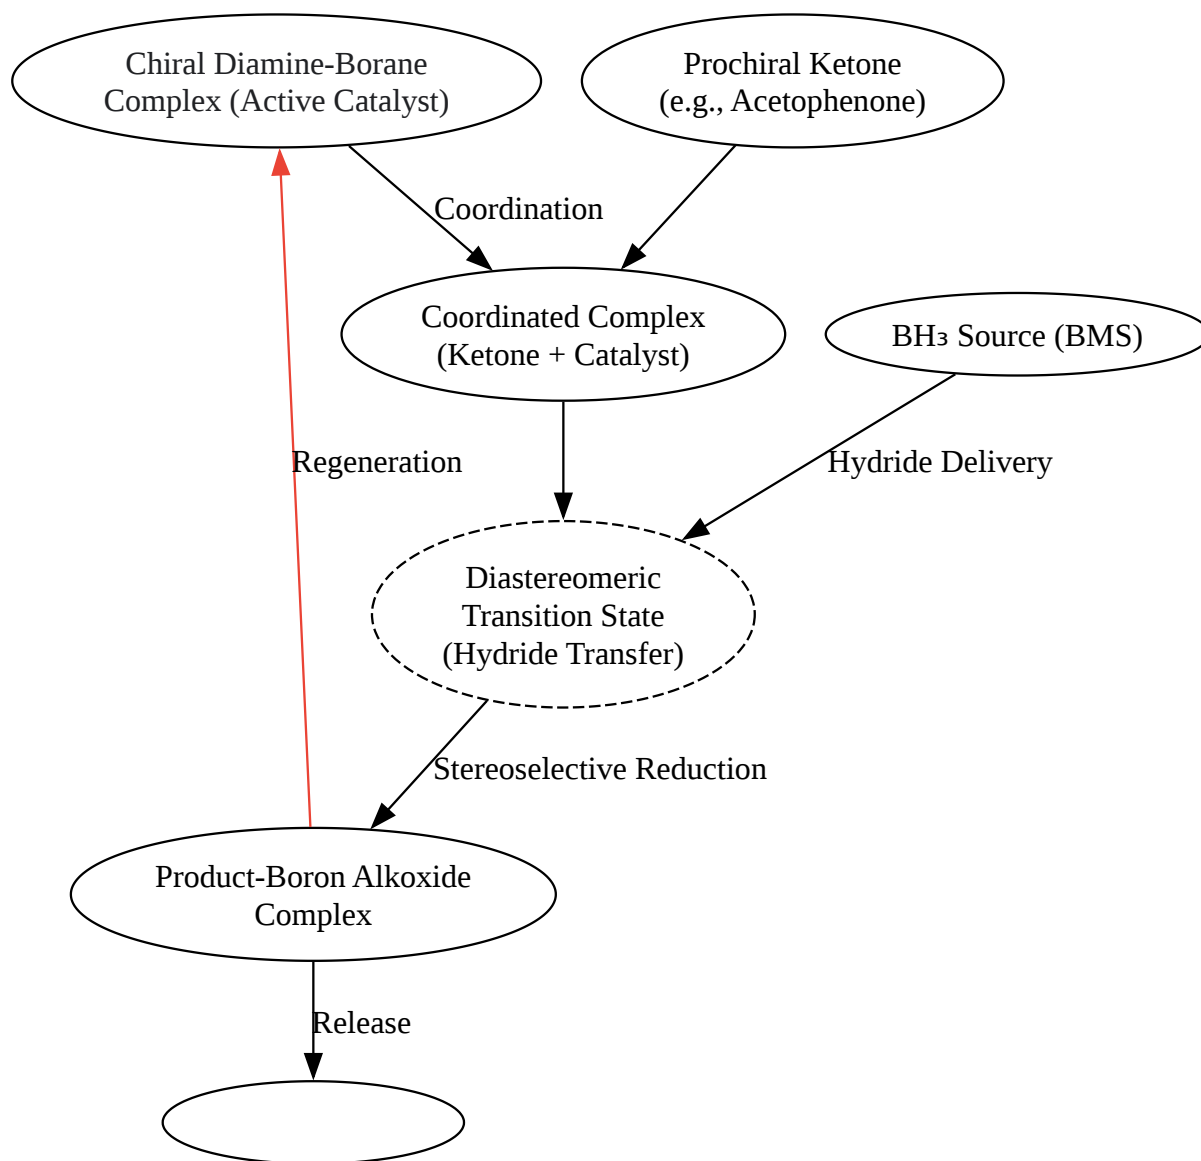 Chiral Diamine-Borane
Complex (Active Catalyst)
Prochiral Ketone
(e.g., Acetophenone)
Coordination
Coordinated Complex
(Ketone + Catalyst)
BH₃ Source (BMS)
Regeneration
Hydride Delivery
Diastereomeric
Transition State
(Hydride Transfer)
Stereoselective Reduction
Product-Boron Alkoxide
Complex
Release